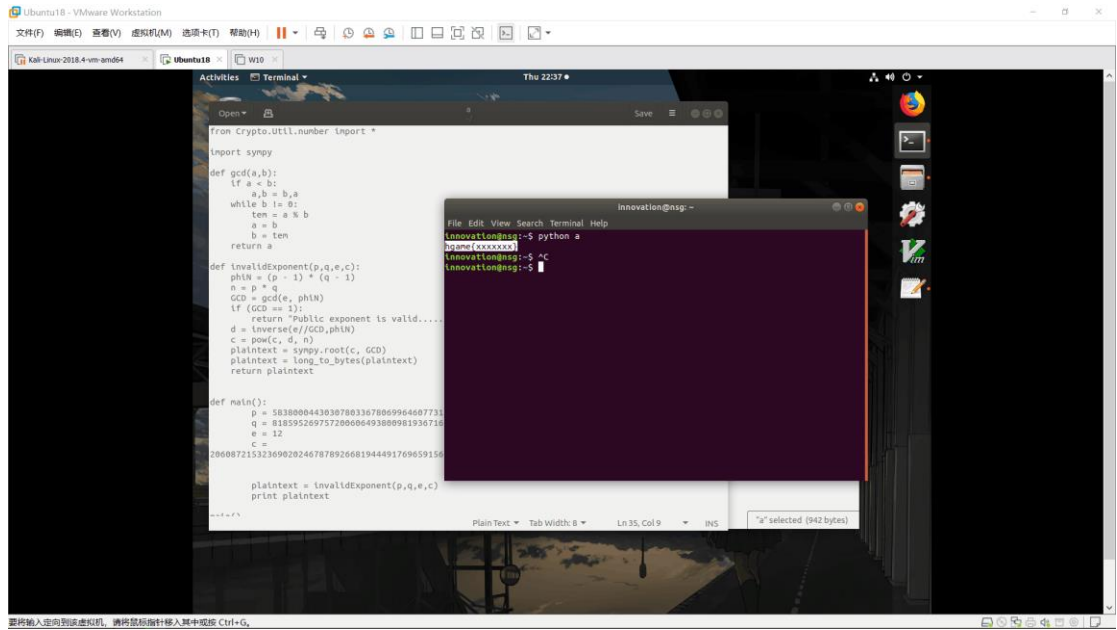 Ubuntu18 - VMware Workstation
文件(F) 编辑(E) 查看(V) 虚拟机(M) 选项卡(T) 帮助(H)
Kali-Linux-2018.4-vm-amd64 Ubuntu18 W10
Activities Terminal Thu 22:37
Open a Save
from Crypto.Util.number import *
import sympy
def gcd(a,b):
if a < b:
a,b = b,a
while b != 0:
tem = a % b
a = b
b = tem
return a
def invalidExponent(p,q,e,c):
phiN = (p - 1) * (q - 1)
n = p * q
GCD = gcd(e, phiN)
if (GCD == 1):
return "Public exponent is valid.....
d = inverse(e//GCD,phiN)
c = pow(c, d, n)
plaintext = sympy.root(c, GCD)
plaintext = long_to_bytes(plaintext)
return plaintext
def main():
p = 58380004430307803367806996460773
q = 81859526975720060649380098193671
e = 12
c =
206087215323690202467878926681944491769659156
plaintext = invalidExponent(p,q,e,c)
print plaintext
main()
Plain Text Tab Width: 8 Ln 35, Col 9 INS
innovation@nsg: ~
File Edit View Search Terminal Help
innovation@nsg:~$ python a
hgame{xxxxxxx}
innovation@nsg:~$ ^C
innovation@nsg:~$
"a" selected (942 bytes)
要将输入定向到该虚拟机，请将鼠标指针移入其中或按 Ctrl+G。